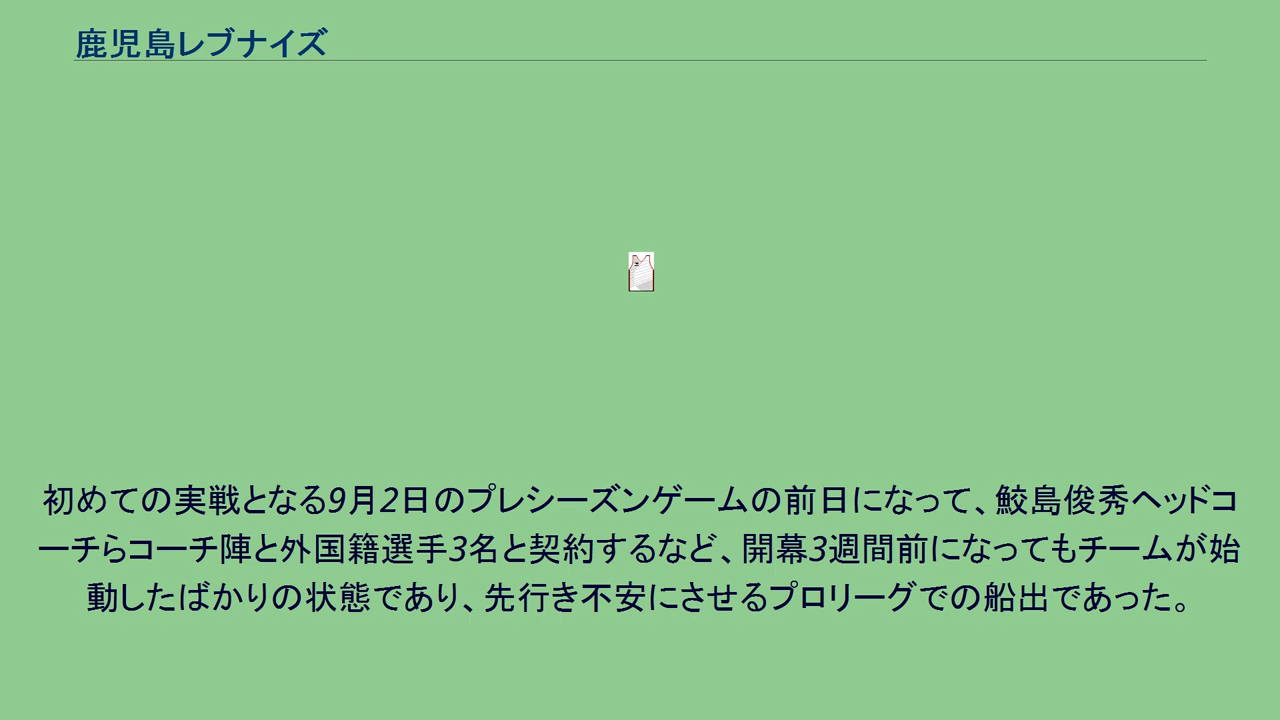 鹿児島レブナイズ
初めての実戦となる9月2日のプレシーズンゲームの前日になって、鮫島俊秀ヘッドコ
ーチらコーチ陣と外国籍選手3名と契約するなど、開幕3週間前になってもチームが始
動したばかりの状態であり、先行き不安にさせるプロリーグでの船出であった。